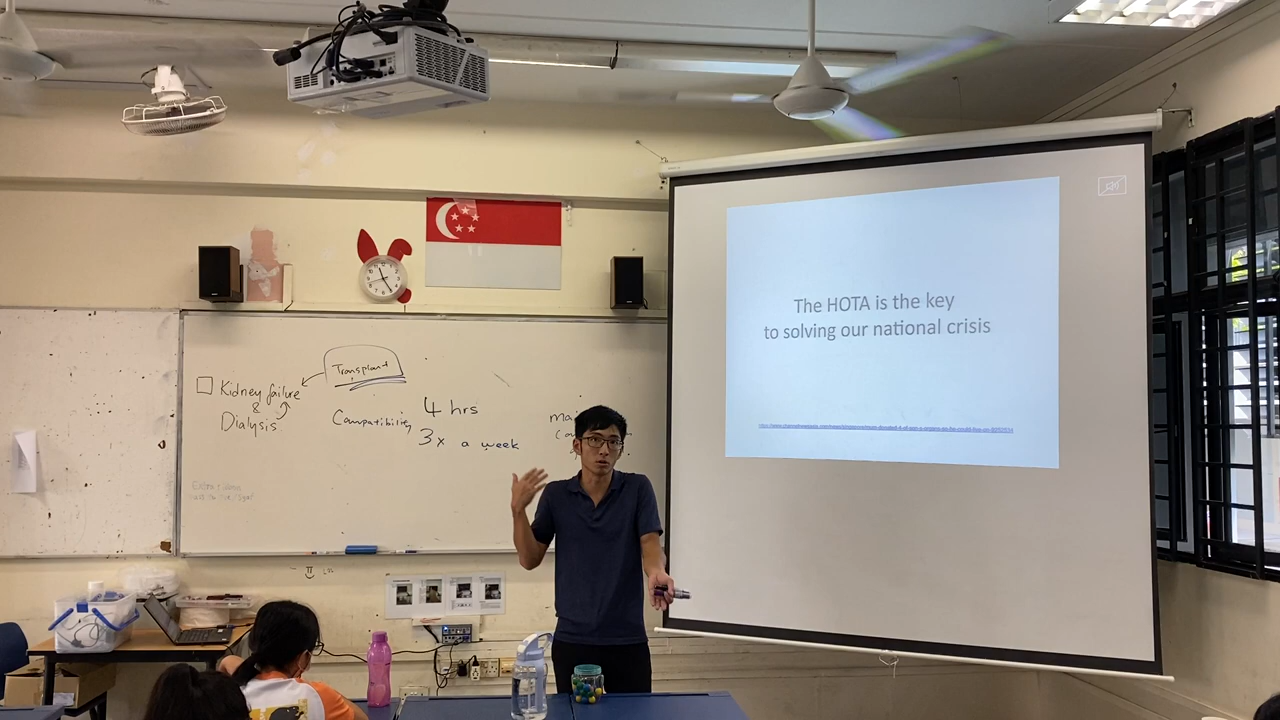 Transplant
Kidney failure
&
Dialysis
Compatibility
4 hrs
3x a week
The HOTA is the key
to solving our national crisis